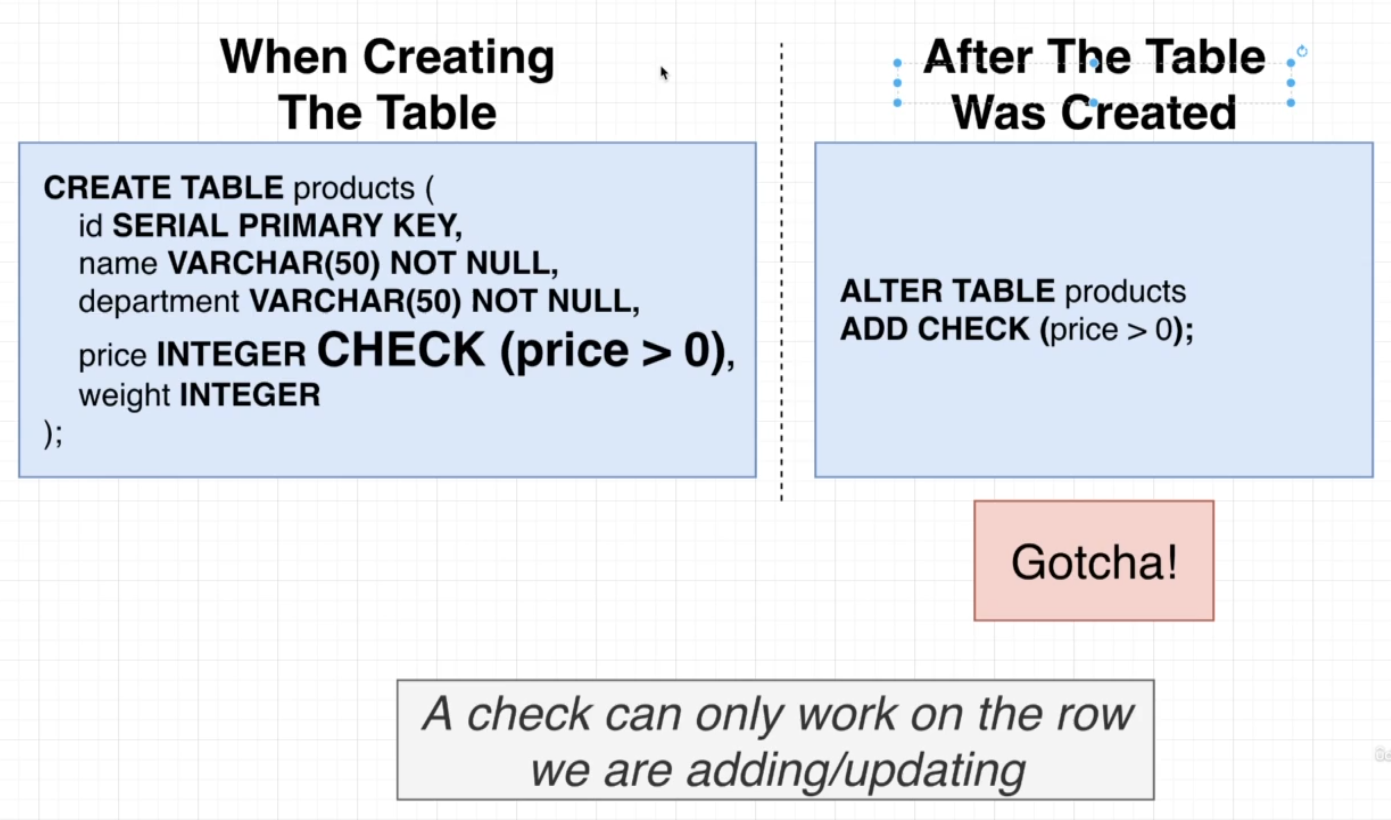 When Creating
The Table
CREATE TABLE products (
id SERIAL PRIMARY KEY,
name VARCHAR(50) NOT NULL,
department VARCHAR(50) NOT NULL,
price INTEGER CHECK (price > 0),
weight INTEGER
);
After The Table
Was Created
ALTER TABLE products
ADD CHECK (price > 0);
Gotcha!
A check can only work on the row
we are adding/updating